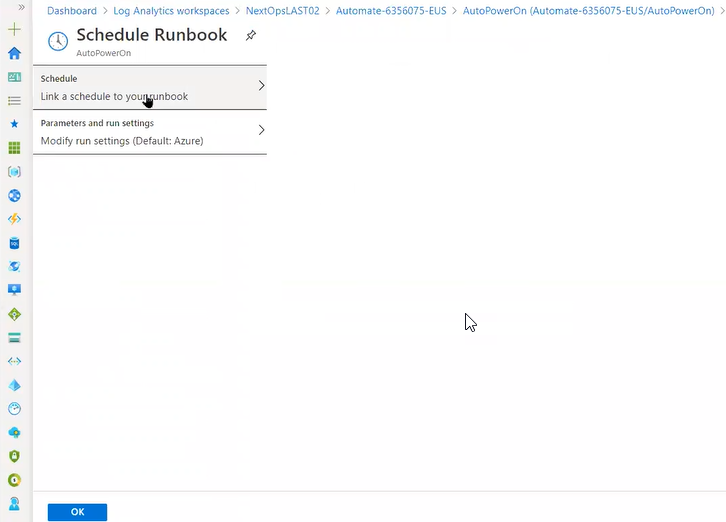 Dashboard > Log Analytics workspaces > NextOpsLAST02 > Automate-6356075-EUS > AutoPowerOn (Automate-6356075-EUS/AutoPowerOn) >
Schedule Runbook
AutoPowerOn
Schedule
Link a schedule to your runbook
Parameters and run settings
Modify run settings (Default: Azure)
SQL
OK